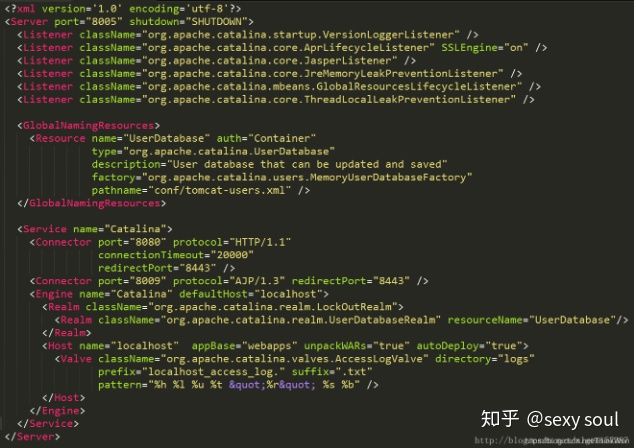 <?xml version='1.0' encoding='utf-8'?>
<Server port="8005" shutdown="SHUTDOWN">
<Listener className="org.apache.catalina.startup.VersionLoggerListener" />
<Listener className="org.apache.catalina.core.AprLifecycleListener" SSLEngine="on" />
<Listener className="org.apache.catalina.core.JasperListener" />
<Listener className="org.apache.catalina.core.JreMemoryLeakPreventionListener" />
<Listener className="org.apache.catalina.mbeans.GlobalResourcesLifecycleListener" />
<Listener className="org.apache.catalina.core.ThreadLocalLeakPreventionListener" />
<GlobalNamingResources>
<Resource name="UserDatabase" auth="Container"
type="org.apache.catalina.UserDatabase"
description="User database that can be updated and saved"
factory="org.apache.catalina.users.MemoryUserDatabaseFactory"
pathname="conf/tomcat-users.xml" />
</GlobalNamingResources>
<Service name="Catalina">
<Connector port="8080" protocol="HTTP/1.1"
connectionTimeout="20000"
redirectPort="8443" />
<Connector port="8009" protocol="AJP/1.3" redirectPort="8443" />
<Engine name="Catalina" defaultHost="localhost">
<Realm className="org.apache.catalina.realm.LockOutRealm">
<Realm className="org.apache.catalina.realm.UserDatabaseRealm" resourceName="UserDatabase"/>
</Realm>
<Host name="localhost"  appBase="webapps" unpackWARs="true" autoDeploy="true">
<Valve className="org.apache.catalina.valves.AccessLogValve" directory="logs"
prefix="localhost_access_log." suffix=".txt"
pattern="%h %l %u %t &quot;%r&quot; %s %b" />
</Host>
</Engine>
</Service>
</Server>
知乎 @sexy soul